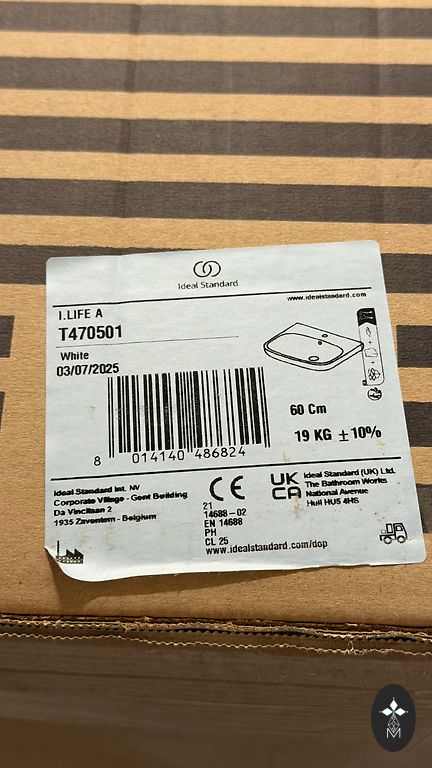 Ideal Standard
www.idealstandard.com
I.LIFE A
T470501
White
03/07/2025
60 Cm
19 KG ±10%
8 014140 486824
Ideal Standard Int. NV
Corporate Village - Gent Building
Da Vincilaan 2
1935 Zaventem - Belgium
CE
21
14688-02
EN 14688
PH
CL 25
www.idealstandard.com/dop
UK
CA
Ideal Standard (UK) Ltd.
The Bathroom Works
National Avenue
Hull HU5 4HS
M